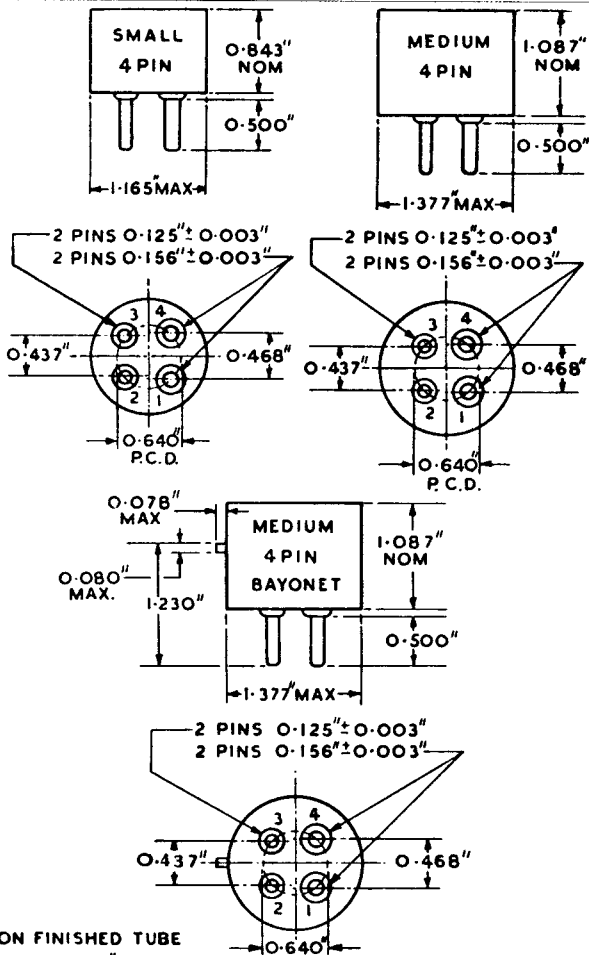 SMALL
4 PIN
0·843"
NOM
0·500"
1·165"MAX
MEDIUM
4 PIN
1·087"
NOM
0·500"
1·377"MAX
2 PINS 0·125"± 0·003"
2 PINS 0·156"± 0·003"
3 4
0·437"
0·468"
2 1
0·640"
P.C.D.
2 PINS 0·125"± 0·003"
2 PINS 0·156"± 0·003"
3 4
0·437"
0·468"
2 1
0·640"
P.C.D.
0·078"
MAX
0·080"
MAX.
1·230"
MEDIUM
4 PIN
BAYONET
1·087"
NOM
0·500"
1·377"MAX
2 PINS 0·125"± 0·003"
2 PINS 0·156"± 0·003"
3 4
0·437"
0·468"
2 1
ON FINISHED TUBE
0·640"